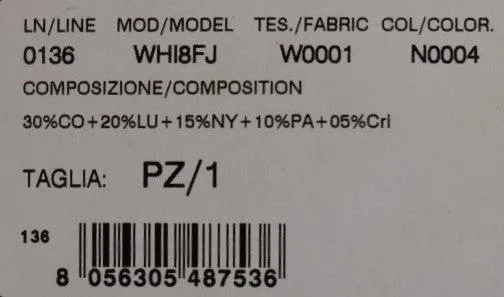 LN/LINE MOD/MODEL TES./FABRIC COL/COLOR.
0136 WHI8FJ W0001 N0004
COMPOSIZIONE/COMPOSITION
30%CO+20%LU+15%NY+10%PA+05%Cri
TAGLIA: PZ/1
136
8 056305 487536